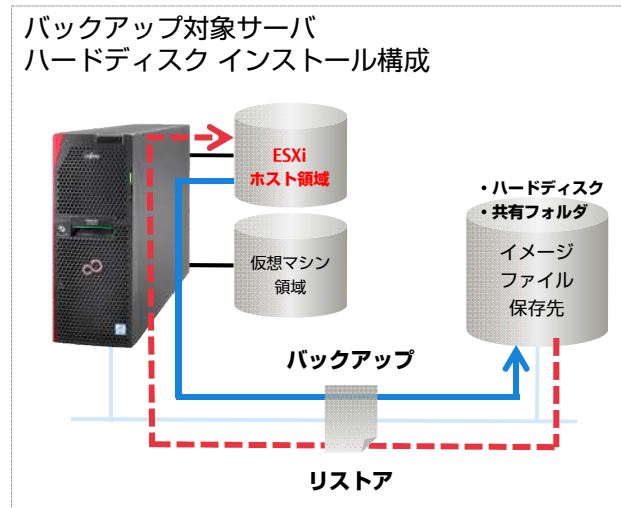 バックアップ対象サーバ
ハードディスク インストール構成
ESXi
ホスト領域
・ハードディスク
・共有フォルダ
仮想マシン
領域
イメージ
ファイル
保存先
バックアップ
リストア